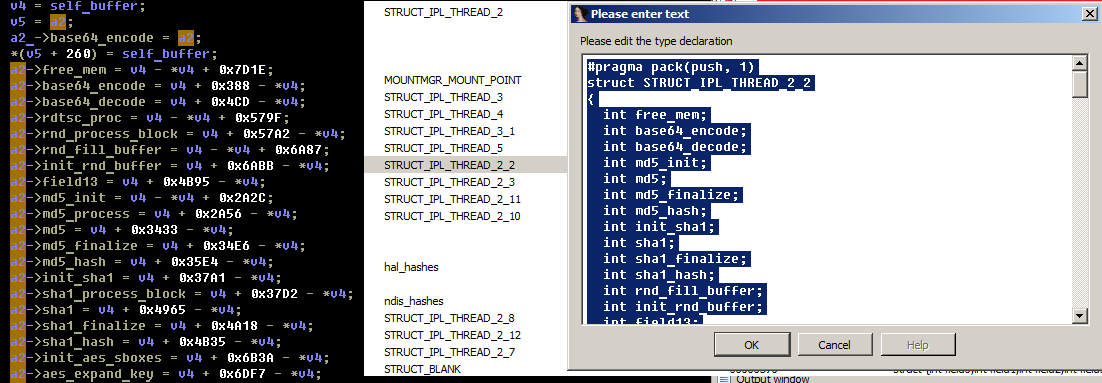 v4 = self_buffer;
v5 = a2;
a2_->base64_encode = a2;
*(v5 + 260) = self_buffer;
a2->free_mem = v4 - *v4 + 0x7D1E;
a2->base64_encode = v4 + 0x388 - *v4;
a2->base64_decode = v4 + 0x4CD - *v4;
a2->rdtsc_proc = v4 - *v4 + 0x579F;
a2->rnd_process_block = v4 + 0x57A2 - *v4;
a2->rnd_fill_buffer = v4 - *v4 + 0x6A87;
a2->init_rnd_buffer = v4 + 0x6ABB - *v4;
a2->field13 = v4 + 0x4B95 - *v4;
a2->md5_init = v4 - *v4 + 0x2A2C;
a2->md5_process = v4 + 0x2A56 - *v4;
a2->md5 = v4 + 0x3433 - *v4;
a2->md5_finalize = v4 + 0x34E6 - *v4;
a2->md5_hash = v4 + 0x35E4 - *v4;
a2->init_sha1 = v4 + 0x37A1 - *v4;
a2->sha1_process_block = v4 + 0x37D2 - *v4;
a2->sha1 = v4 + 0x4965 - *v4;
a2->sha1_finalize = v4 + 0x4A18 - *v4;
a2->sha1_hash = v4 + 0x4B35 - *v4;
a2->init_aes_sboxes = v4 + 0x6B3A - *v4;
a2->aes_expand_key = v4 + 0x6DF7 - *v4;
STRUCT_IPL_THREAD_2
MOUNTMGR_MOUNT_POINT
STRUCT_IPL_THREAD_3
STRUCT_IPL_THREAD_4
STRUCT_IPL_THREAD_3_1
STRUCT_IPL_THREAD_5
STRUCT_IPL_THREAD_2_2
STRUCT_IPL_THREAD_2_3
STRUCT_IPL_THREAD_2_11
STRUCT_IPL_THREAD_2_10
hal_hashes
ndis_hashes
STRUCT_IPL_THREAD_2_8
STRUCT_IPL_THREAD_2_12
STRUCT_IPL_THREAD_2_7
STRUCT_BLANK
Please enter text
Please edit the type declaration
#pragma pack(push, 1)
struct STRUCT_IPL_THREAD_2_2
{
int free_mem;
int base64_encode;
int base64_decode;
int md5_init;
int md5;
int md5_finalize;
int md5_hash;
int init_sha1;
int sha1;
int sha1_finalize;
int sha1_hash;
int rnd_fill_buffer;
int init_rnd_buffer;
int field13;
OK
Cancel
Help
Output window